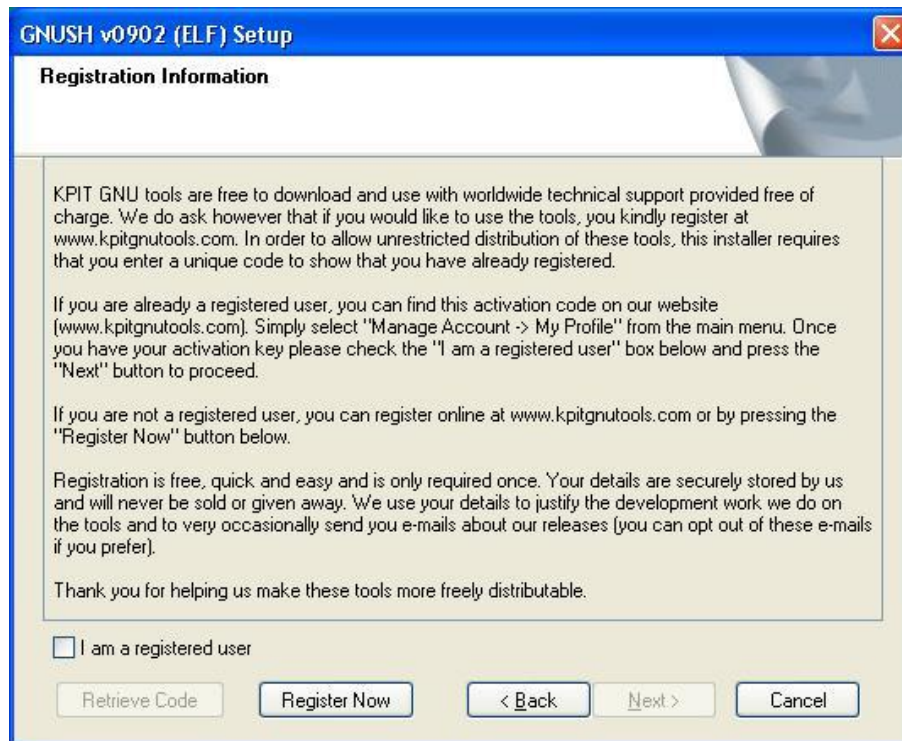 GNUSH v0902 (ELF) Setup
Registration Information
KPIT GNU tools are free to download and use with worldwide technical support provided free of
charge. We do ask however that if you would like to use the tools, you kindly register at
www.kpitgnutools.com. In order to allow unrestricted distribution of these tools, this installer requires
that you enter a unique code to show that you have already registered.
If you are already a registered user, you can find this activation code on our website
(www.kpitgnutools.com). Simply select "Manage Account -> My Profile" from the main menu. Once
you have your activation key please check the "I am a registered user" box below and press the
"Next" button to proceed.
If you are not a registered user, you can register online at www.kpitgnutools.com or by pressing the
"Register Now" button below.
Registration is free, quick and easy and is only required once. Your details are securely stored by us
and will never be sold or given away. We use your details to justify the development work we do on
the tools and to very occasionally send you e-mails about our releases (you can opt out of these e-mails
if you prefer).
Thank you for helping us make these tools more freely distributable.
I am a registered user
Retrieve Code Register Now < Back Next > Cancel